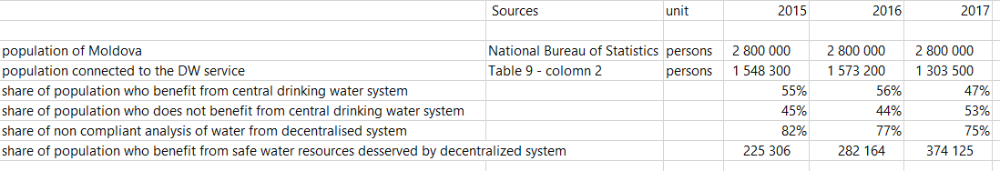 Sources unit 2015 2016 2017
population of Moldova National Bureau of Statistics persons 2 800 000 2 800 000 2 800 000
population connected to the DW service Table 9 - colomn 2 persons 1 548 300 1 573 200 1 303 500
share of population who benefit from central drinking water system 55% 56% 47%
share of population who does not benefit from central drinking water system 45% 44% 53%
share of non compliant analysis of water from decentralised system 82% 77% 75%
share of population who benefit from safe water resources desserved by decentralized system 225 306 282 164 374 125